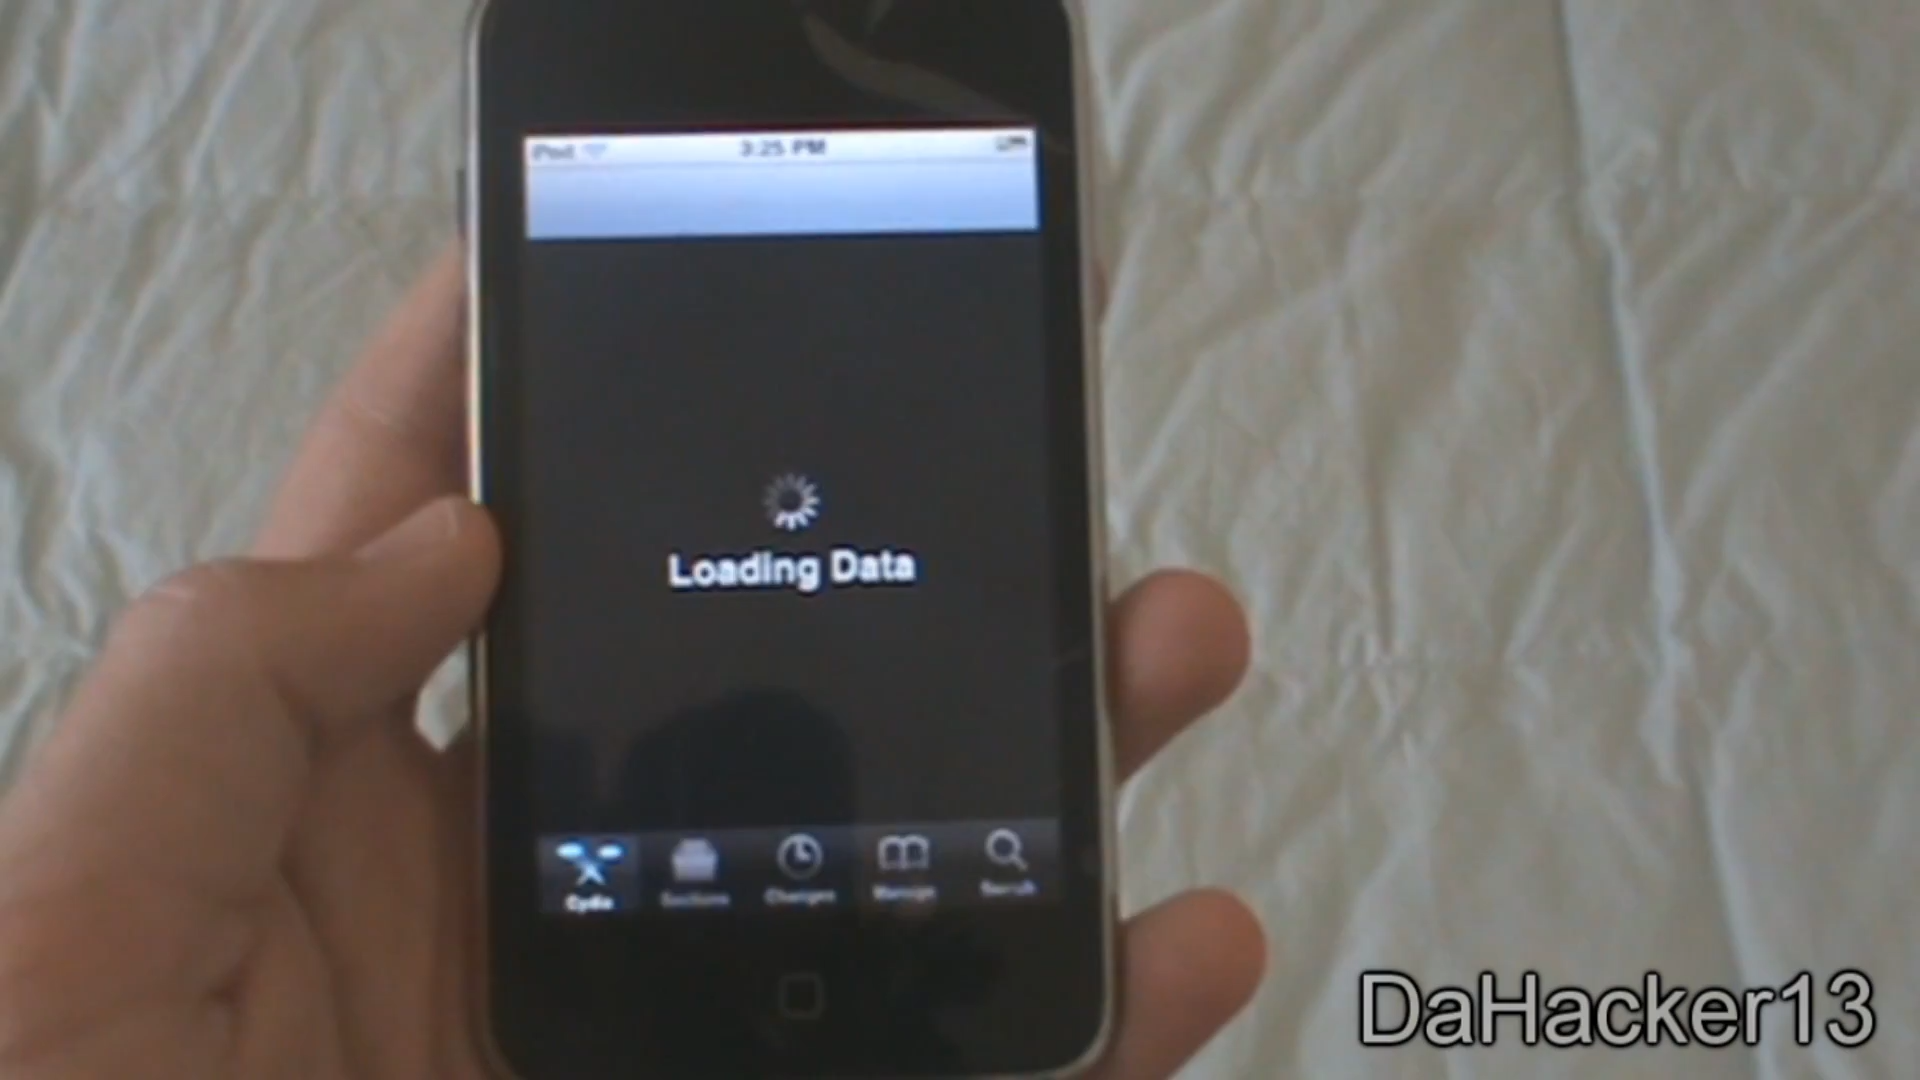 iPod 3:25 PM
Loading Data
Cydia Sections Changes Manage Search
DaHacker13